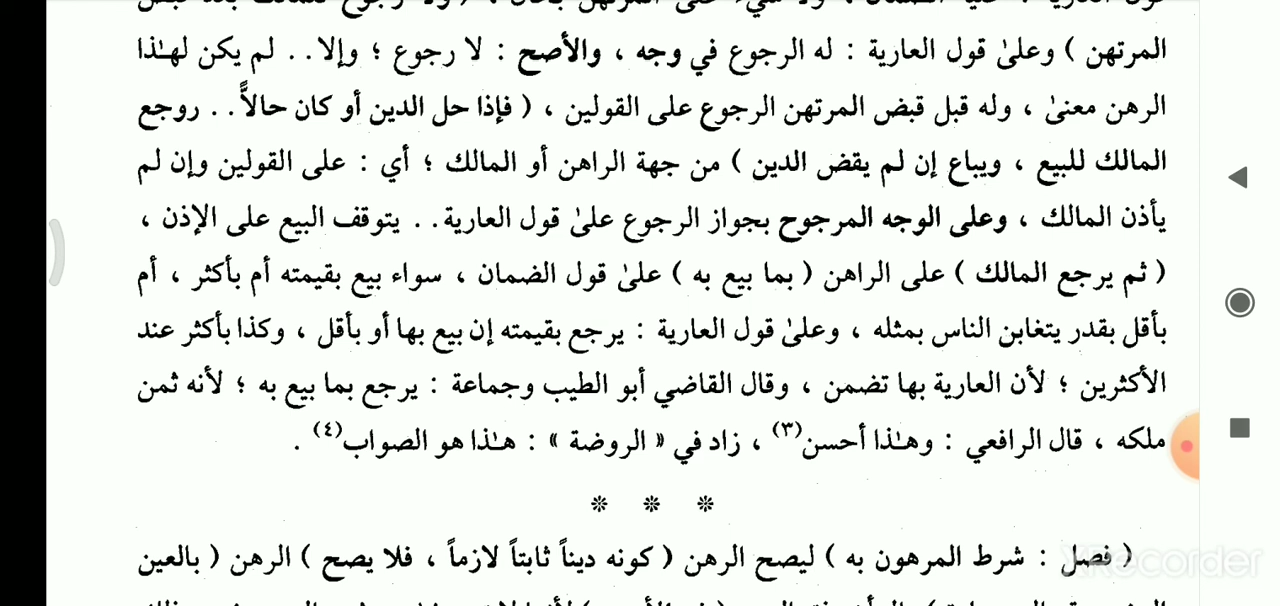 المرتهن ) وعلىٰ قول العارية : له الرجوع في وجه ، والأصح : لا رجوع ؛ وإلا . . لم يكن لهـٰذا
الرهن معنىٰ ، وله قبل قبض المرتهن الرجوع على القولين ، ( فإذا حل الدين أو كان حالاً . . روجع
المالك للبيع ، ويباع إن لم يقض الدين ) من جهة الراهن أو المالك ؛ أي : على القولين وإن لم
يأذن المالك ، وعلى الوجه المرجوح بجواز الرجوع علىٰ قول العارية . . يتوقف البيع على الإذن ،
( ثم يرجع المالك ) على الراهن ( بما بيع به ) علىٰ قول الضمان ، سواء بيع بقيمته أم بأكثر ، أم
بأقل بقدر يتغابن الناس بمثله ، وعلىٰ قول العارية : يرجع بقيمته إن بيع بها أو بأقل ، وكذا بأكثر عند
الأكثرين ؛ لأن العارية بها تضمن ، وقال القاضي أبو الطيب وجماعة : يرجع بما بيع به ؛ لأنه ثمن
ملكه ، قال الرافعي : وهـٰذا أحسن(٣) ، زاد في « الروضة » : هـٰذا هو الصواب(٤) .
( فصل : شرط المرهون به ) ليصح الرهن ( كونه ديناً ثابتاً لازماً ، فلا يصح ) الرهن ( بالعين
XRecorder